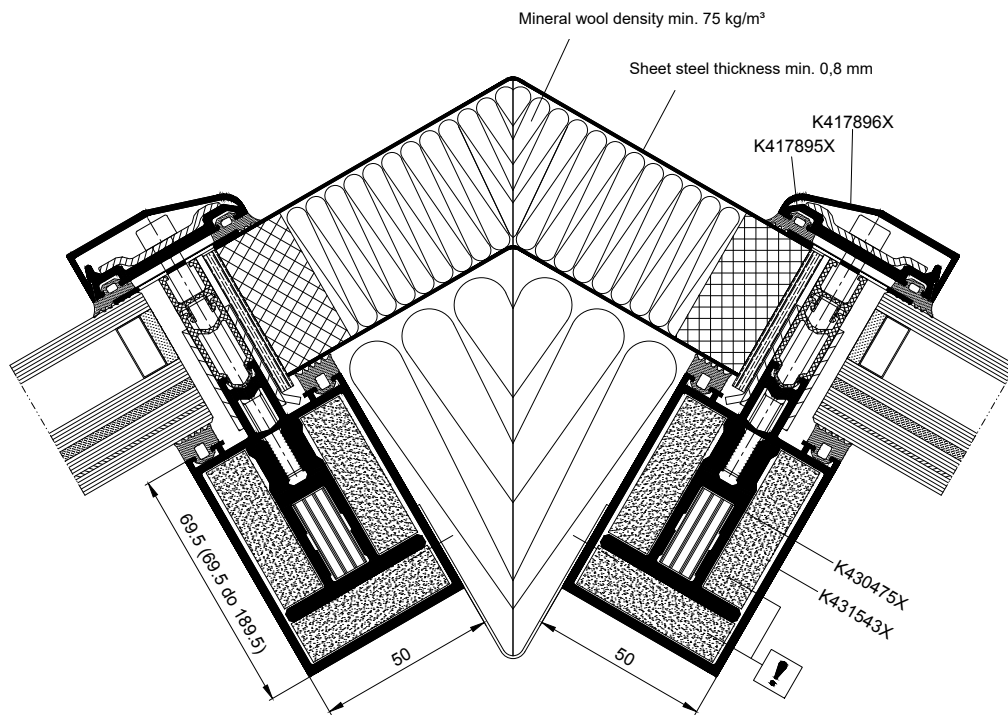 Mineral wool density min. 75 kg/m³
Sheet steel thickness min. 0,8 mm
K417896X
K417895X
K430475X
K431543X
69.5 (69.5 do 189.5)
50
50
!